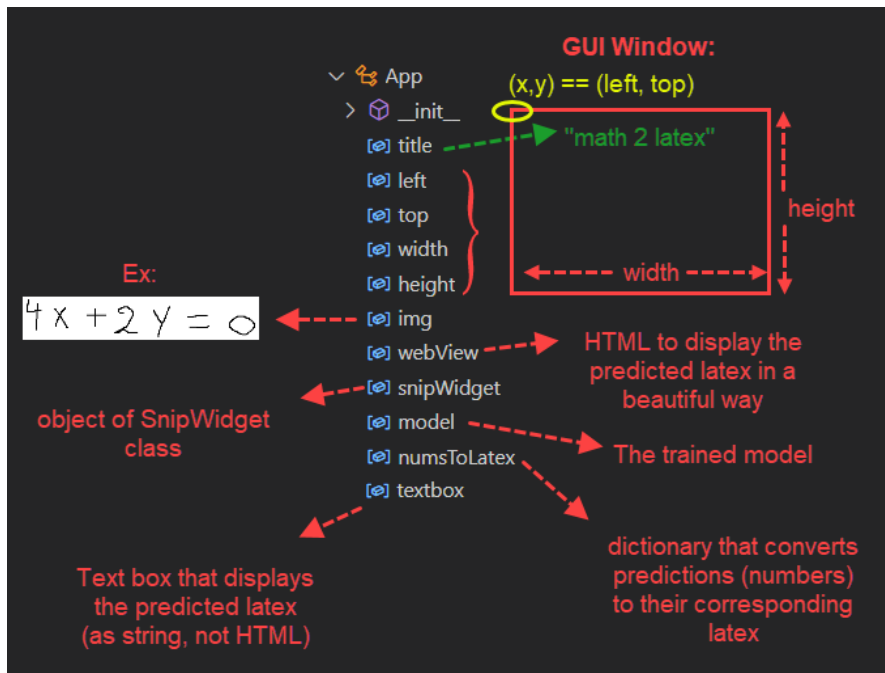 GUI Window:
App
(x,y) == (left, top)
__init__
title
"math 2 latex"
left
top
height
width
width
height
Ex:
4x+2y=0
img
webView
HTML to display the
predicted latex in a
beautiful way
snipWidget
object of SnipWidget
class
model
The trained model
numsToLatex
textbox
dictionary that converts
predictions (numbers)
to their corresponding
latex
Text box that displays
the predicted latex
(as string, not HTML)